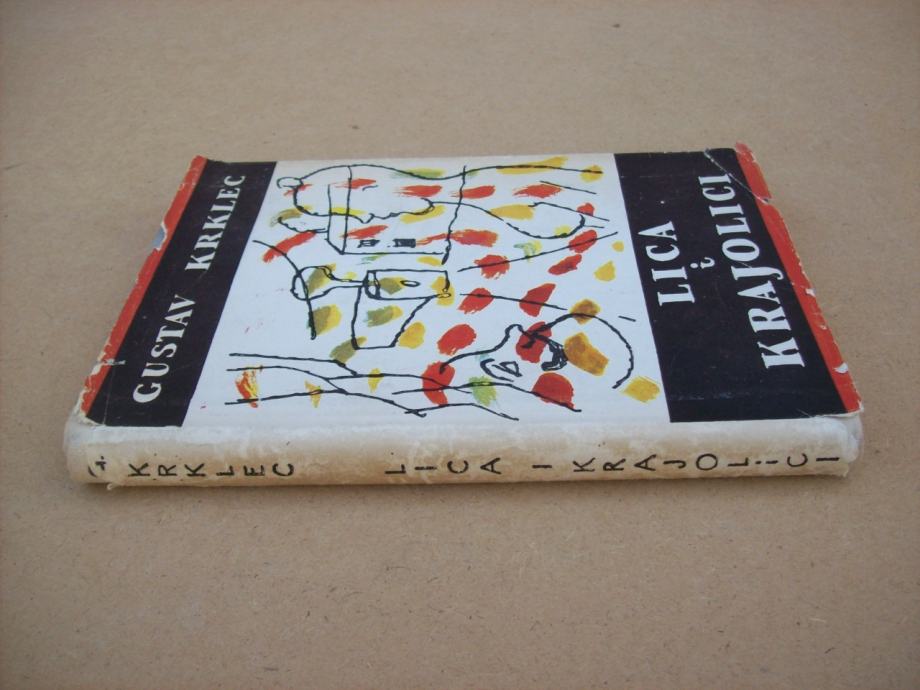 GUSTAV KRKLEC
LICA
i
KRAJOLICI
G. KRKLEC LICA I KRAJOLICI